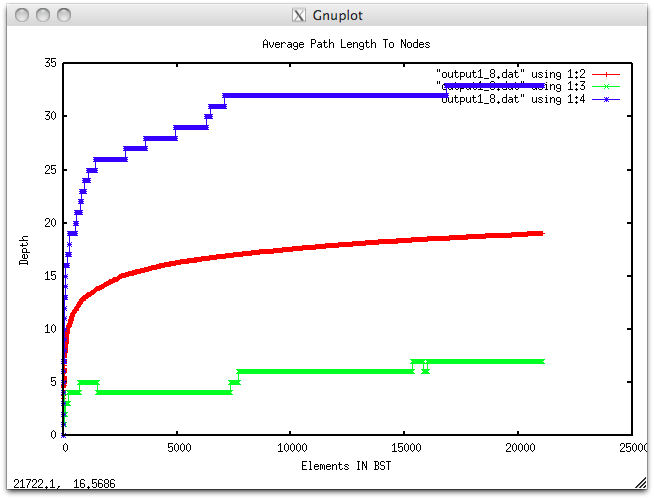 Gnuplot
Average Path Length To Nodes
"output1_8.dat" using 1:2
"output1_8.dat" using 1:3
"output1_8.dat" using 1:4
35
30
25
20
15
10
5
0
Depth
0 5000 10000 15000 20000 25000
Elements IN BST
21722.1, 16.5686